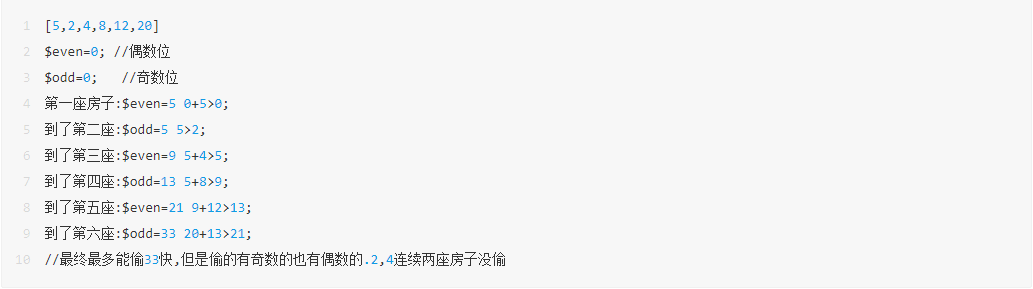 1 [5,2,4,8,12,20]
2 $even=0; //偶数位
3 $odd=0;   //奇数位
4 第一座房子:$even=5 0+5>0;
5 到了第二座:$odd=5 5>2;
6 到了第三座:$even=9 5+4>5;
7 到了第四座:$odd=13 5+8>9;
8 到了第五座:$even=21 9+12>13;
9 到了第六座:$odd=33 20+13>21;
10 //最终最多能偷33快,但是偷的有奇数的也有偶数的.2,4连续两座房子没偷